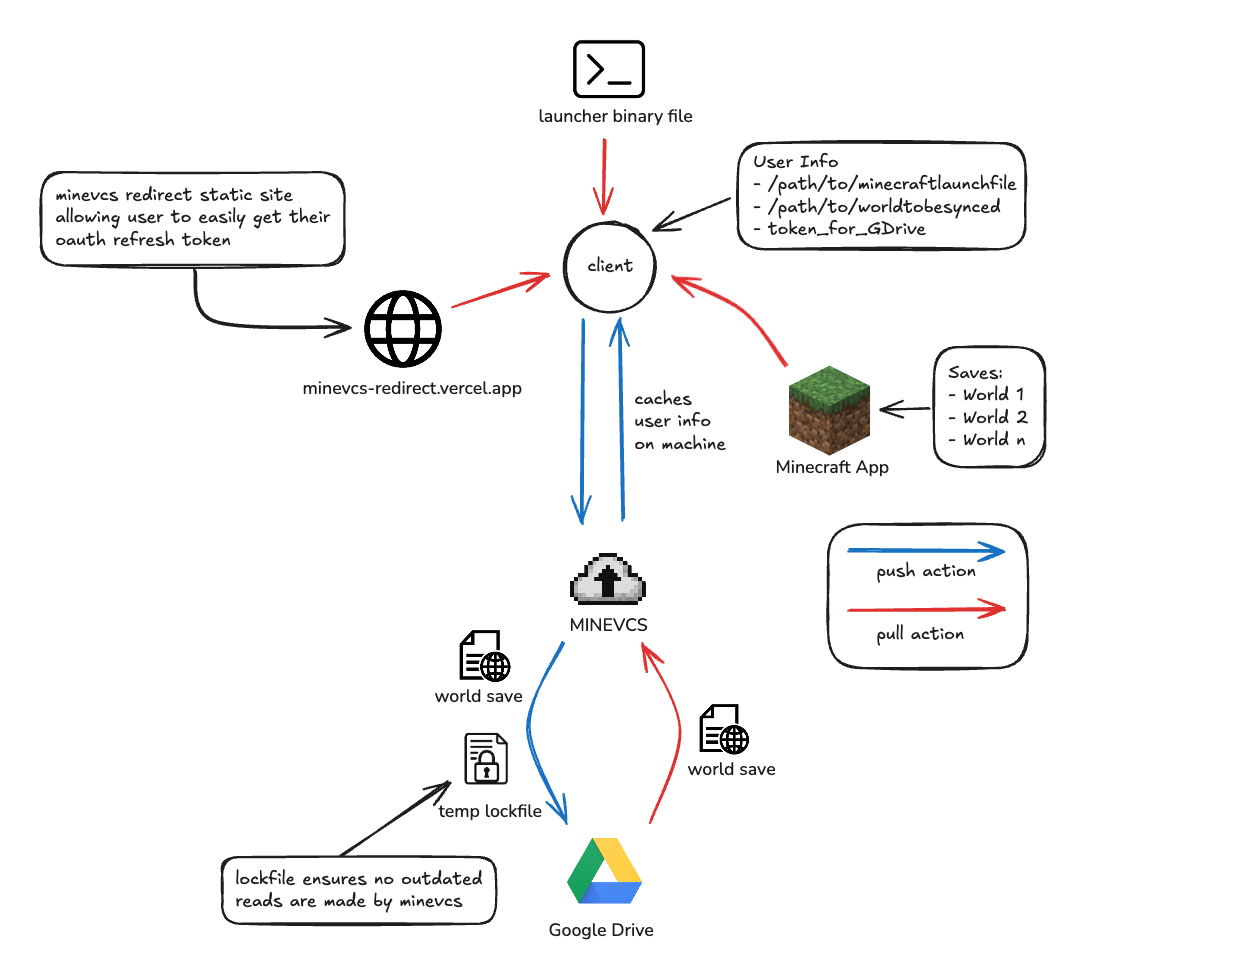 launcher binary file
User Info
- /path/to/minecraftlaunchfile
- /path/to/worldtobesynced
- token_for_GDrive
minevcs redirect static site
allowing user to easily get their
oauth refresh token
client
minevcs-redirect.vercel.app
caches
user info
on machine
Saves:
- World 1
- World 2
- World n
Minecraft App
push action
pull action
MINEVCS
world save
world save
temp lockfile
lockfile ensures no outdated
reads are made by minevcs
Google Drive